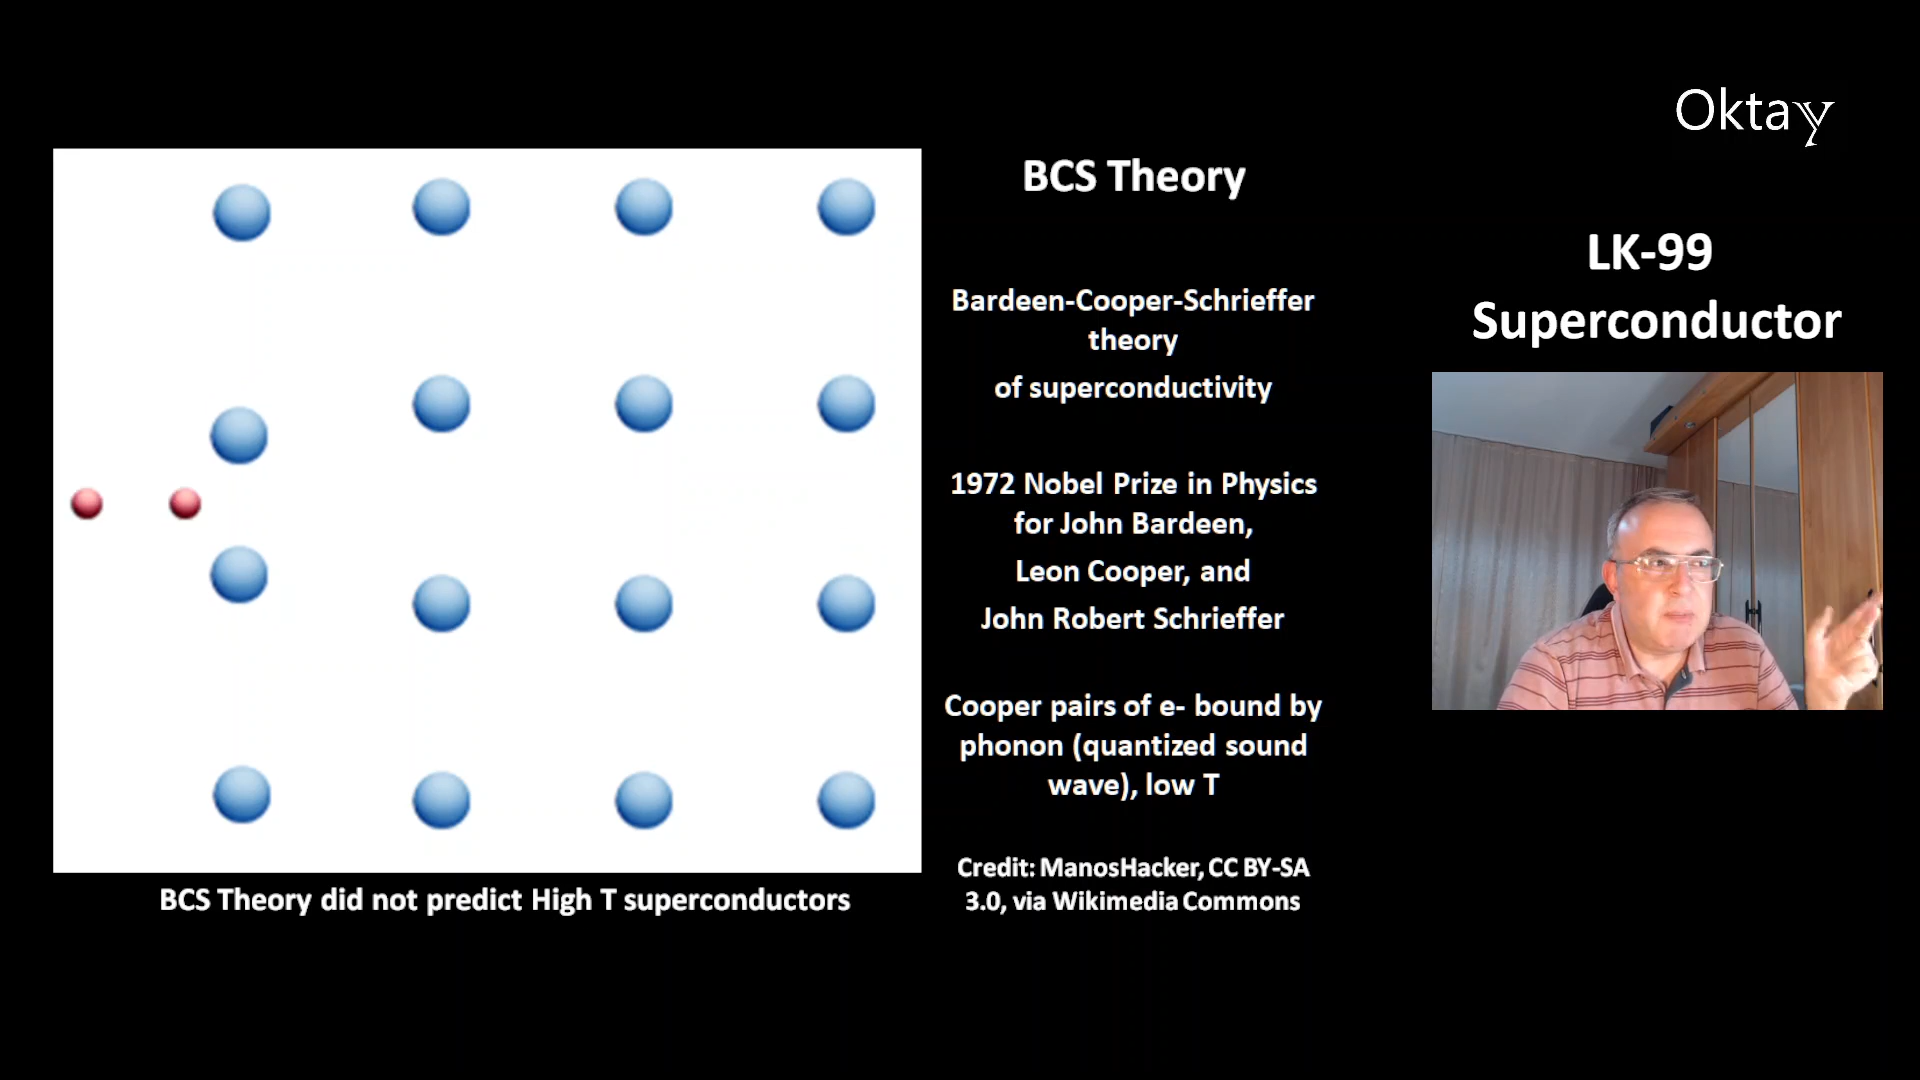 Oktay
BCS Theory
LK-99
Superconductor
Bardeen-Cooper-Schrieffer
theory
of superconductivity
1972 Nobel Prize in Physics
for John Bardeen,
Leon Cooper, and
John Robert Schrieffer
Cooper pairs of e- bound by
phonon (quantized sound
wave), low T
Credit: ManosHacker, CC BY-SA
3.0, via Wikimedia Commons
BCS Theory did not predict High T superconductors